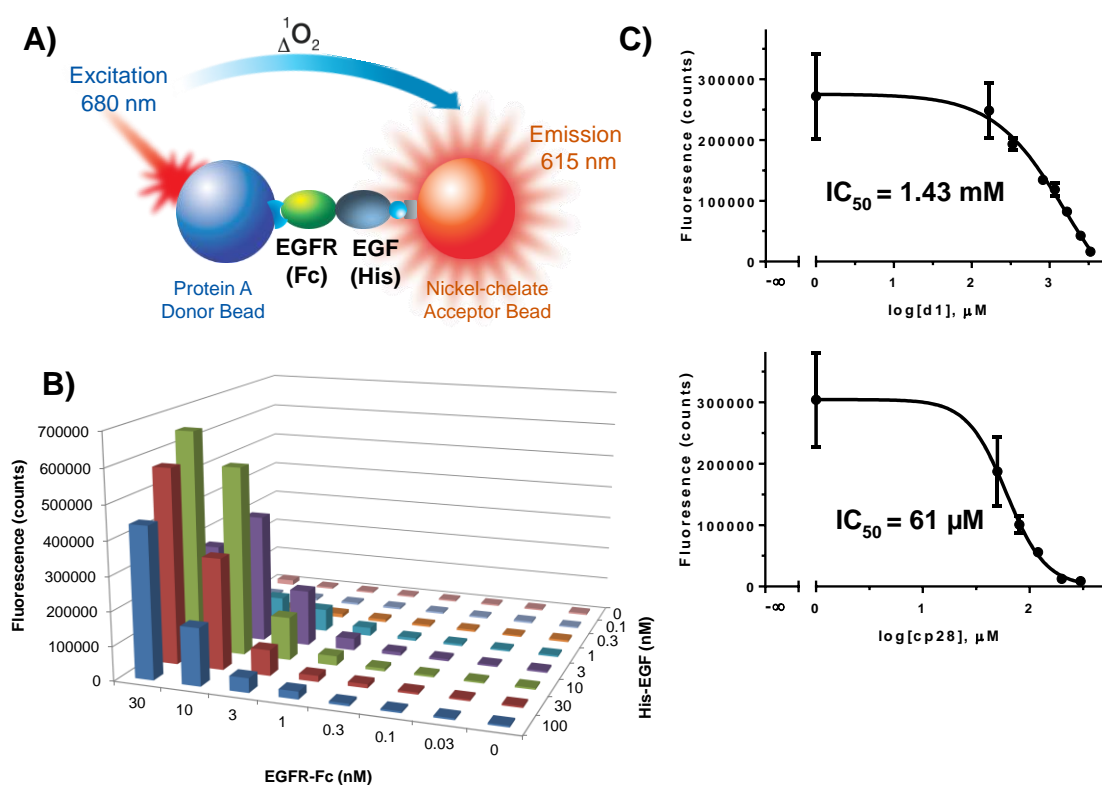 A)
¹ΔO₂
Excitation
680 nm
Emission
615 nm
EGFR
(Fc)
EGF
(His)
Protein A
Donor Bead
Nickel-chelate
Acceptor Bead
B)
Fluorescence (counts)
700000
600000
500000
400000
300000
200000
100000
0
30
10
3
1
0.3
0.1
0.03
0
EGFR-Fc (nM)
0
0.1
0.3
1
3
10
30
100
His-EGF (nM)
C)
Fluoresence (counts)
300000
200000
100000
0
IC₅₀ = 1.43 mM
-∞
0
1
2
3
log[d1], μM
Fluoresence (counts)
300000
200000
100000
0
IC₅₀ = 61 μM
-∞
0
2
log[cp28], μM